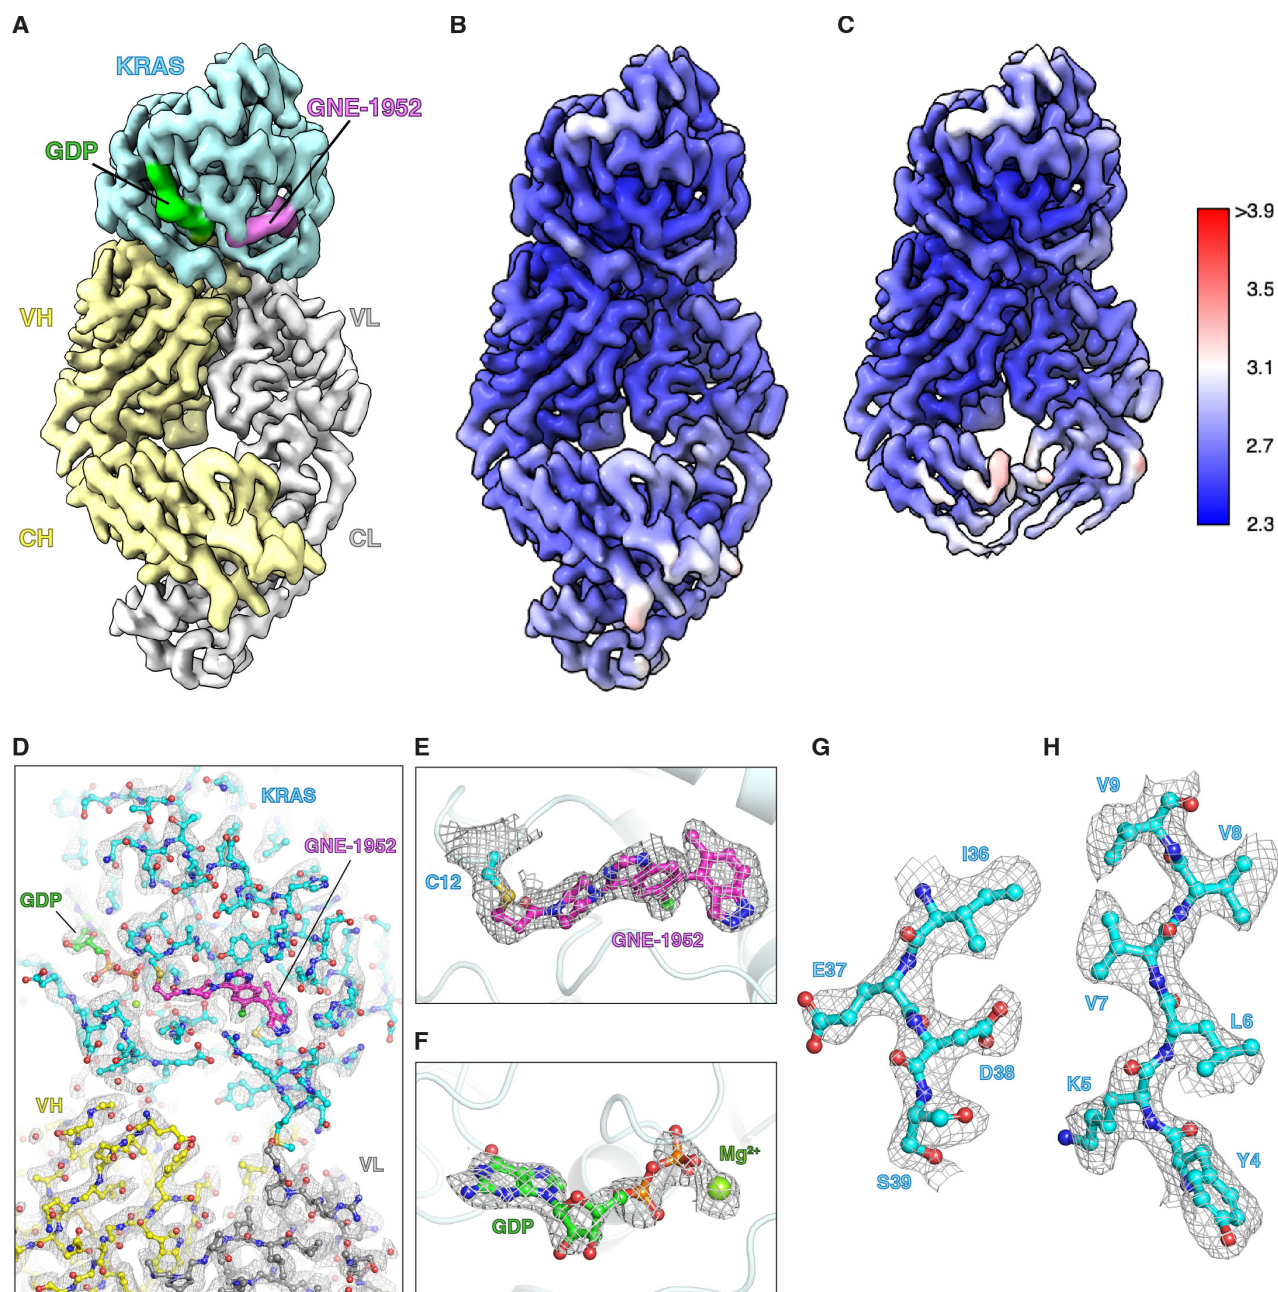 A
B
C
KRAS
GNE-1952
GDP
VH
VL
CH
CL
>3.9
3.5
3.1
2.7
2.3
D
E
G
H
KRAS
GNE-1952
GDP
VH
VL
C12
GNE-1952
F
Mg²⁺
GDP
I36
E37
D38
S39
V9
V8
V7
L6
K5
Y4